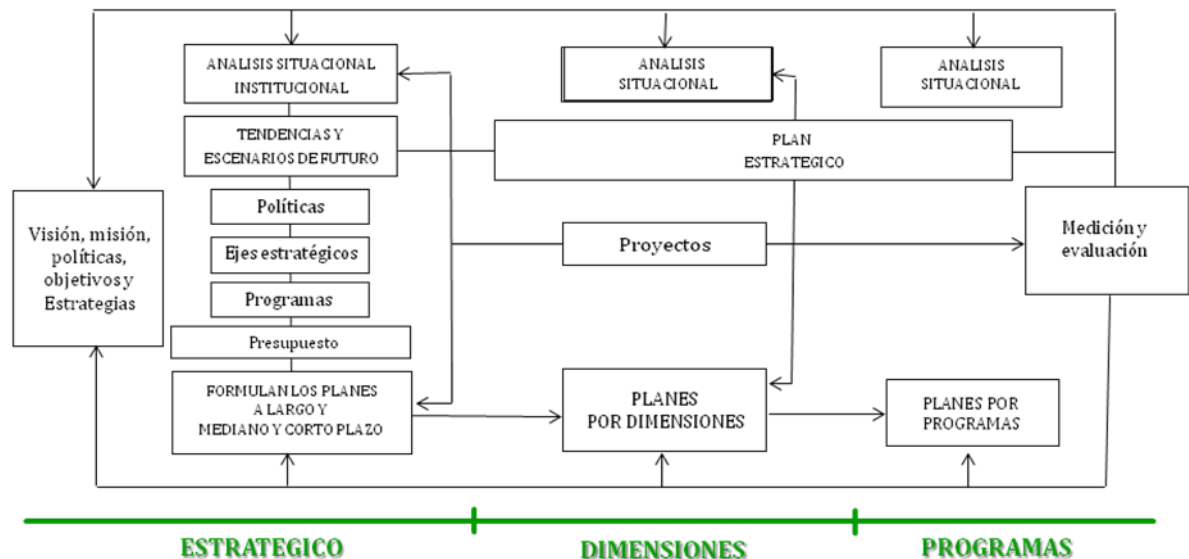 ANALISIS SITUACIONAL
INSTITUCIONAL
ANALISIS
SITUACIONAL
ANALISIS
SITUACIONAL
TENDENCIAS Y
ESCENARIOS DE FUTURO
PLAN
ESTRATEGICO
Visión, misión,
políticas,
objetivos y
Estrategias
Políticas
Ejes estratégicos
Programas
Presupuesto
Proyectos
Medición y
evaluación
FORMULAN LOS PLANES
A LARGO Y
MEDIANO Y CORTO PLAZO
PLANES
POR DIMENSIONES
PLANES POR
PROGRAMAS
ESTRATEGICO
DIMENSIONES
PROGRAMAS